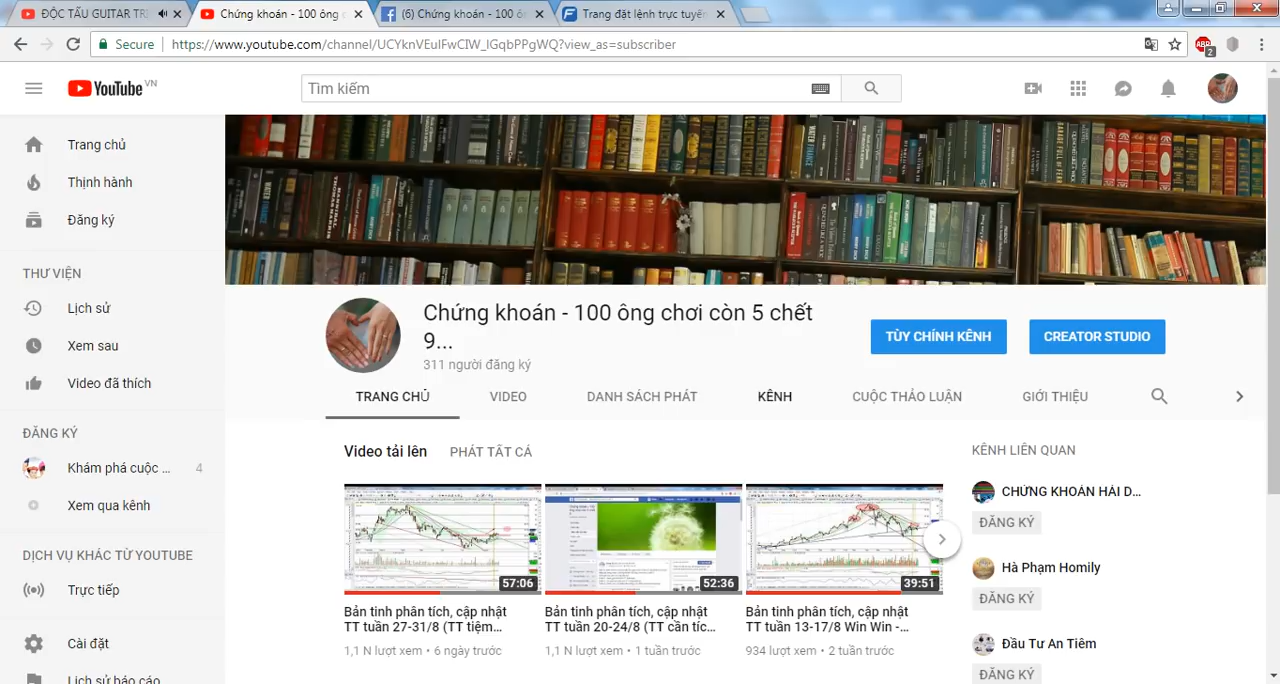 ĐỘC TẤU GUITAR TR
Chứng khoán - 100 ông c
(6) Chứng khoán - 100 ô
Trang đặt lệnh trực tuyến
Secure
https://www.youtube.com/channel/UCYknVEuIFwCIW_lGqbPPgWQ?view_as=subscriber
ABP
2
YouTube VN
Tìm kiếm
Trang chủ
Thịnh hành
Đăng ký
THƯ VIỆN
Lịch sử
Xem sau
Video đã thích
ĐĂNG KÝ
Khám phá cuộc ... 4
Xem qua kênh
DỊCH VỤ KHÁC TỪ YOUTUBE
Trực tiếp
Cài đặt
Lịch sử báo cáo
Chứng khoán - 100 ông chơi còn 5 chết
9...
311 người đăng ký
TÙY CHỈNH KÊNH
CREATOR STUDIO
TRANG CHỦ
VIDEO
DANH SÁCH PHÁT
KÊNH
CUỘC THẢO LUẬN
GIỚI THIỆU
Video tải lên
PHÁT TẤT CẢ
57:06
Bản tinh phân tích, cập nhật
TT tuần 27-31/8 (TT tiệm...
1,1 N lượt xem • 6 ngày trước
52:36
Bản tinh phân tích, cập nhật
TT tuần 20-24/8 (TT cần tíc...
1,1 N lượt xem • 1 tuần trước
39:51
Bản tinh phân tích, cập nhật
TT tuần 13-17/8 Win Win -...
934 lượt xem • 2 tuần trước
KÊNH LIÊN QUAN
CHỨNG KHOÁN HẢI D...
ĐĂNG KÝ
Hà Phạm Homily
ĐĂNG KÝ
Đầu Tư An Tiêm
ĐĂNG KÝ